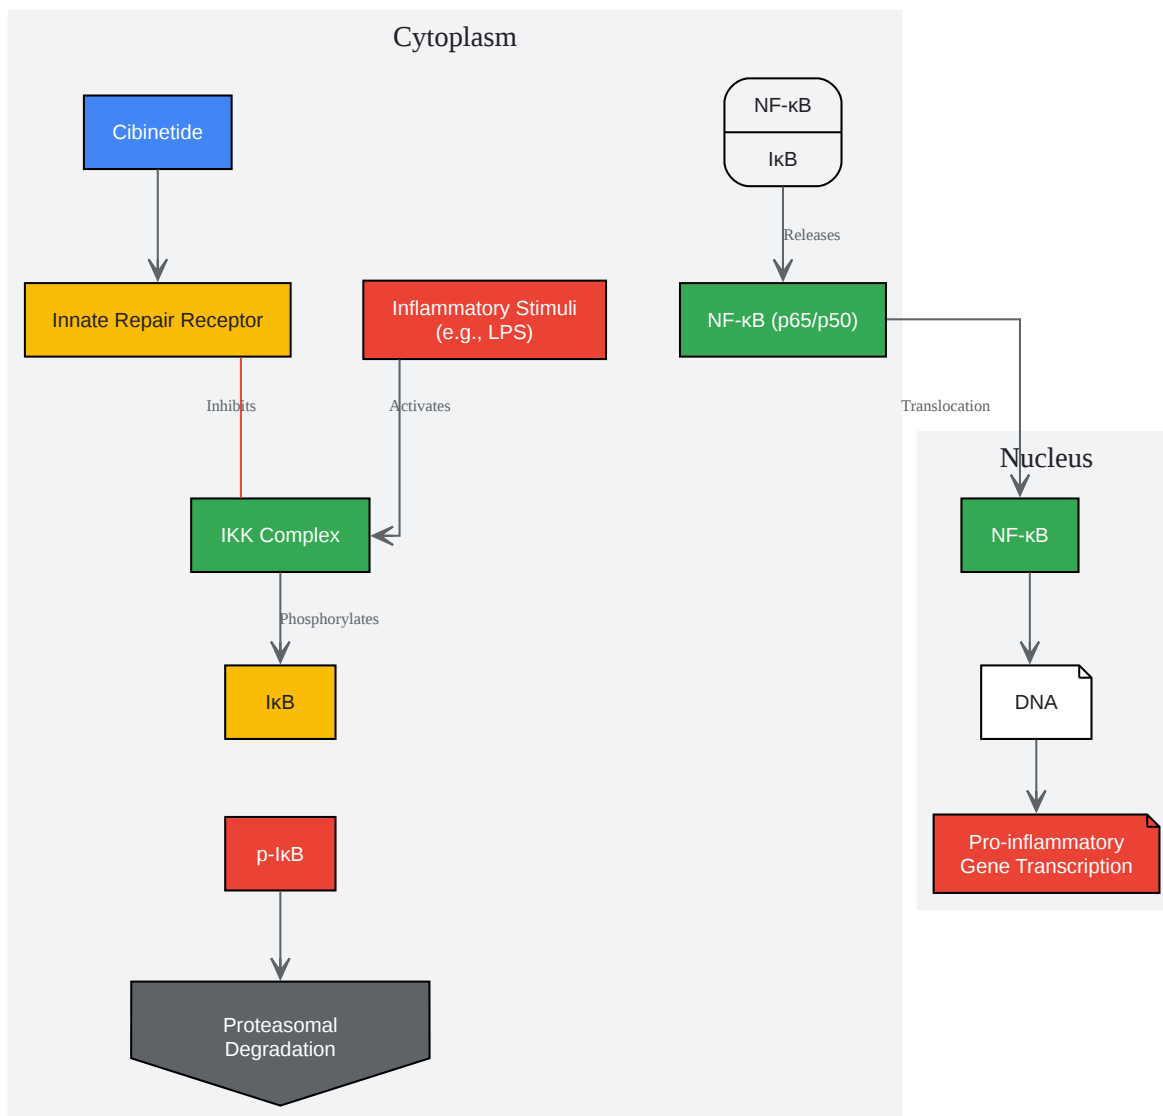 Cytoplasm
Cibinetide
NF-κB
IκB
Releases
Innate Repair Receptor
Inflammatory Stimuli
(e.g., LPS)
NF-κB (p65/p50)
Inhibits
Activates
Translocation
Nucleus
IKK Complex
NF-κB
Phosphorylates
IκB
DNA
p-IκB
Pro-inflammatory
Gene Transcription
Proteasomal
Degradation